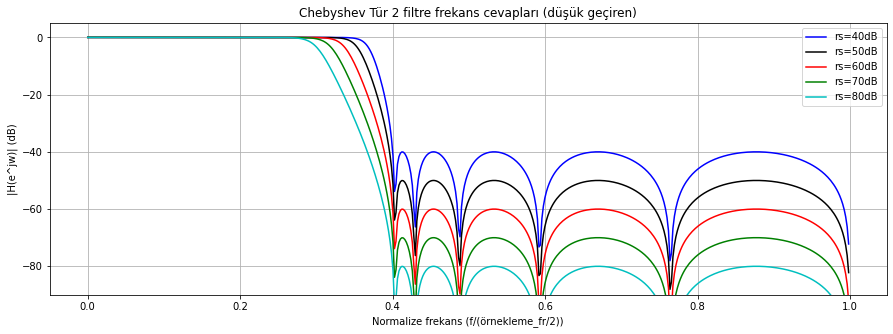 Chebyshev Tür 2 filtre frekans cevapları (düşük geçiren)
|H(e^jw)| (dB)
0
−20
−40
−60
−80
rs=40dB
rs=50dB
rs=60dB
rs=70dB
rs=80dB
0.0 0.2 0.4 0.6 0.8 1.0
Normalize frekans (f/(örnekleme_fr/2))